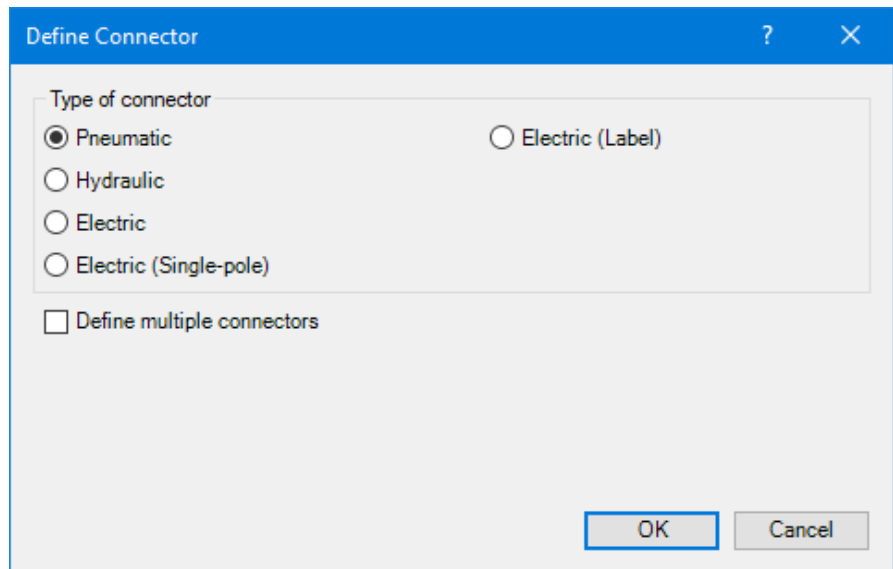 Define Connector ?
Type of connector
Pneumatic
Electric (Label)
Hydraulic
Electric
Electric (Single-pole)
Define multiple connectors
OK
Cancel